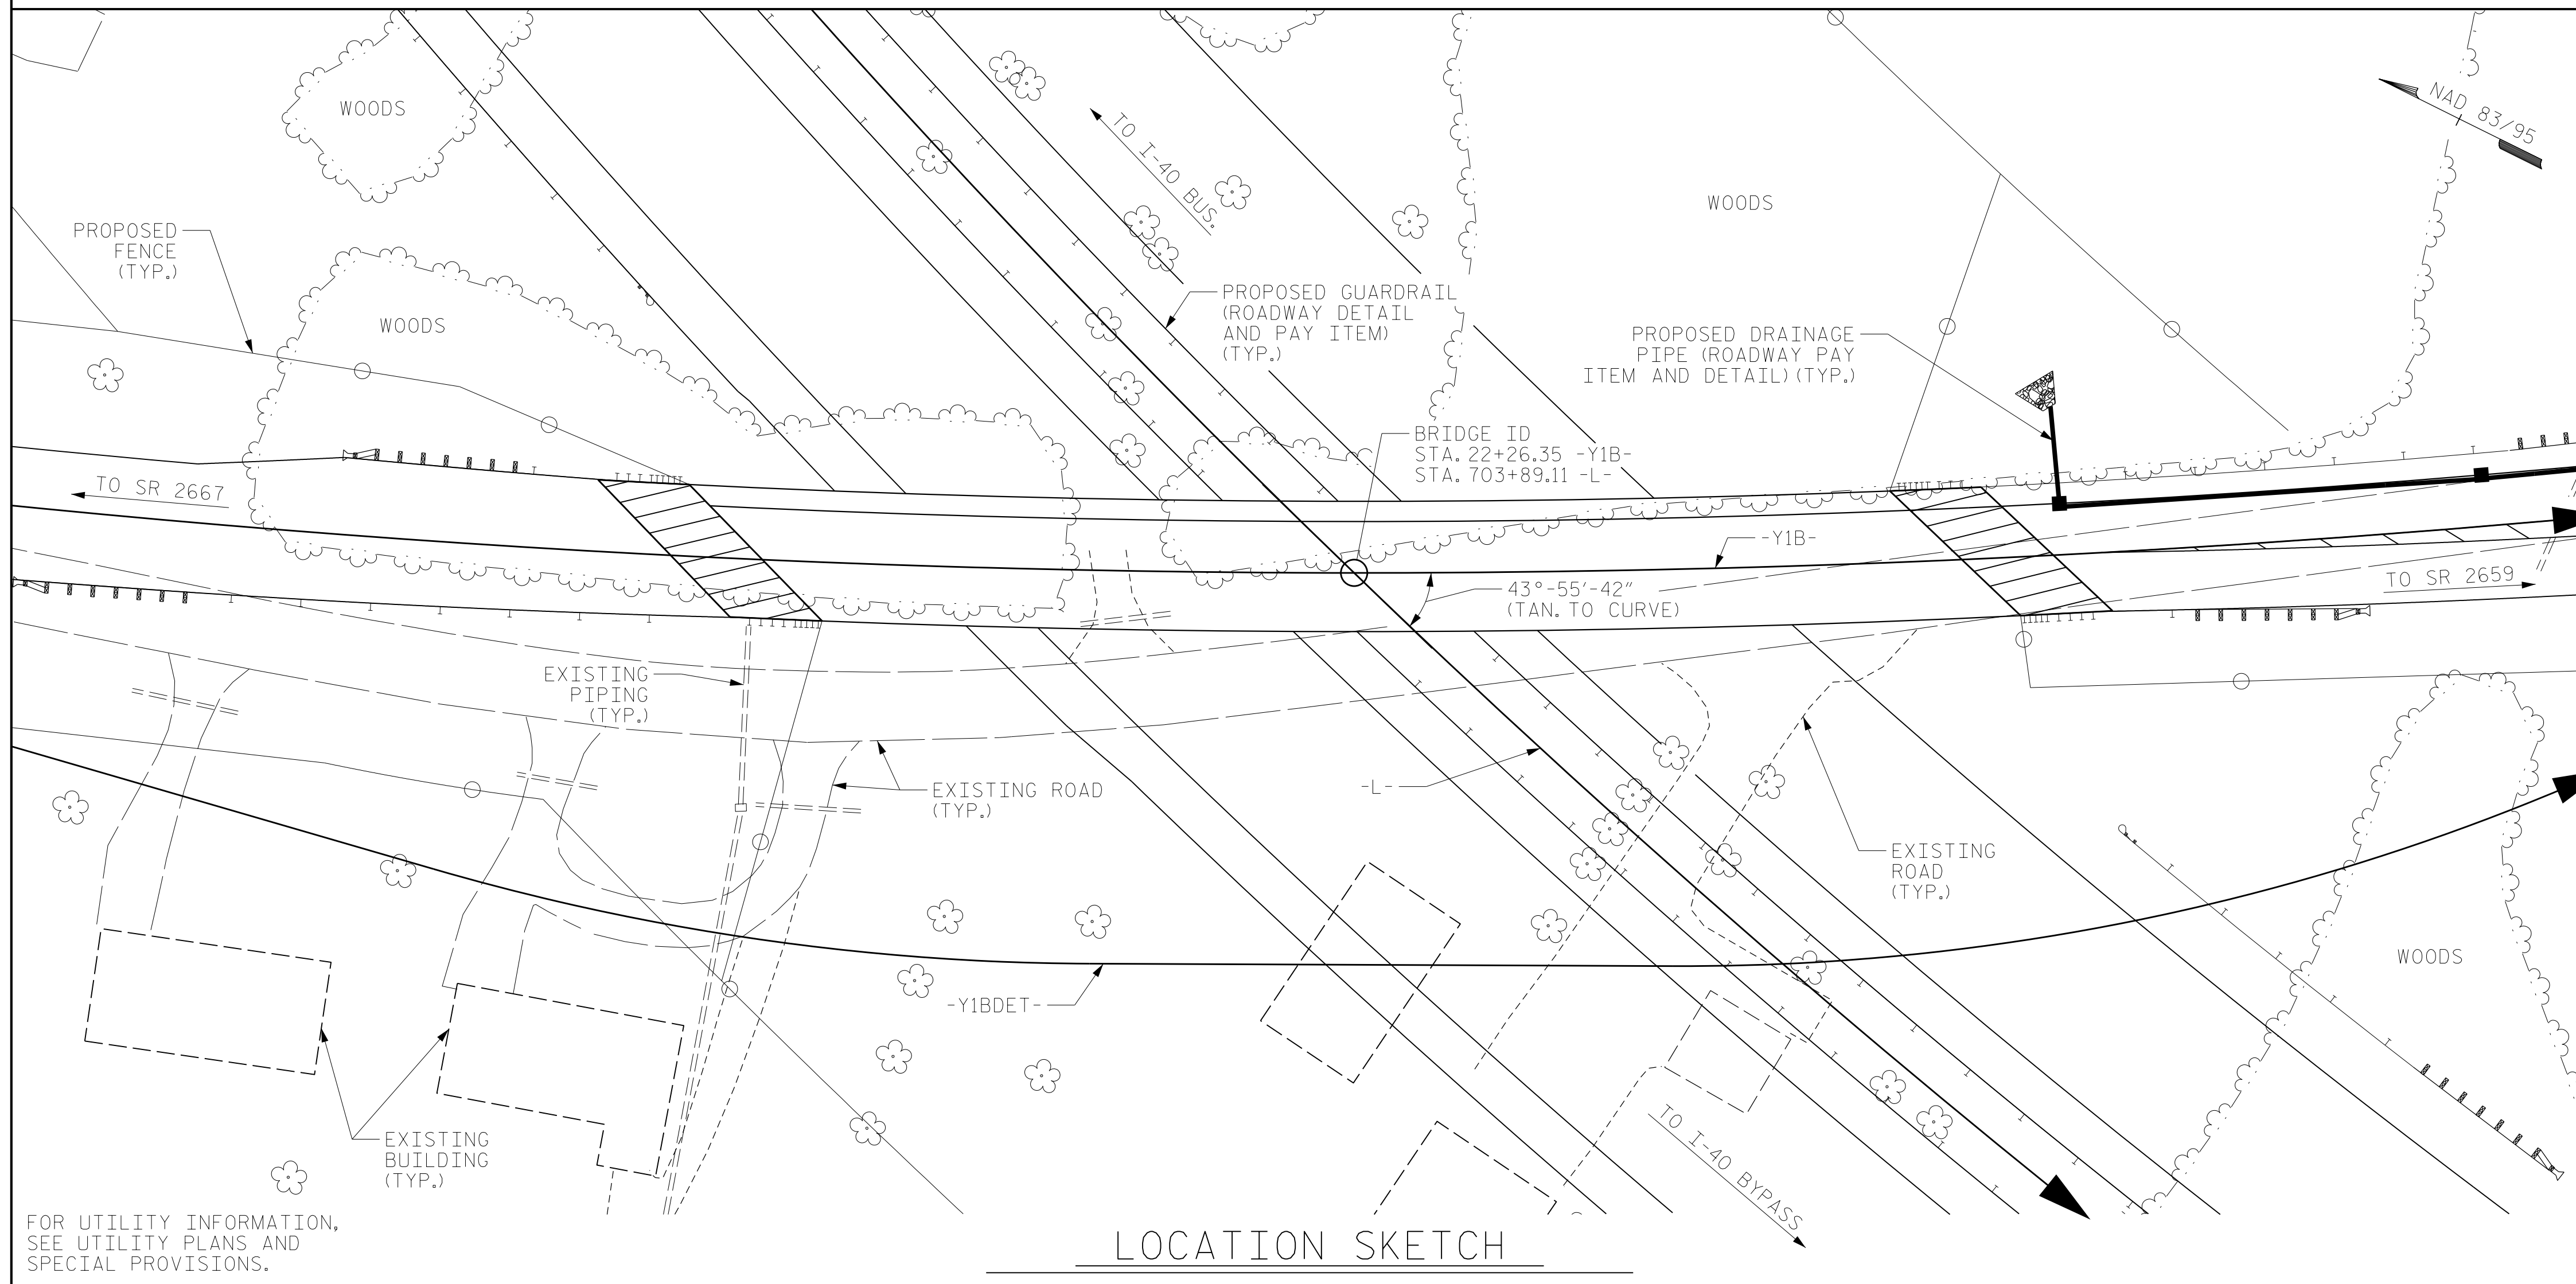 WOODS
NAD 83/95
TO I-40 BUS.
WOODS
PROPOSED
FENCE
(TYP.)
WOODS
PROPOSED GUARDRAIL
(ROADWAY DETAIL
AND PAY ITEM)
(TYP.)
PROPOSED DRAINAGE
PIPE (ROADWAY PAY
ITEM AND DETAIL) (TYP.)
BRIDGE ID
STA. 22+26.35 -Y1B-
STA. 703+89.11 -L-
TO SR 2667
-Y1B-
43°-55'-42"
(TAN. TO CURVE)
TO SR 2659
EXISTING
PIPING
(TYP.)
EXISTING ROAD
(TYP.)
-L-
EXISTING
ROAD
(TYP.)
WOODS
-Y1BDET-
EXISTING
BUILDING
(TYP.)
TO I-40 BYPASS
FOR UTILITY INFORMATION,
SEE UTILITY PLANS AND
SPECIAL PROVISIONS.
LOCATION SKETCH